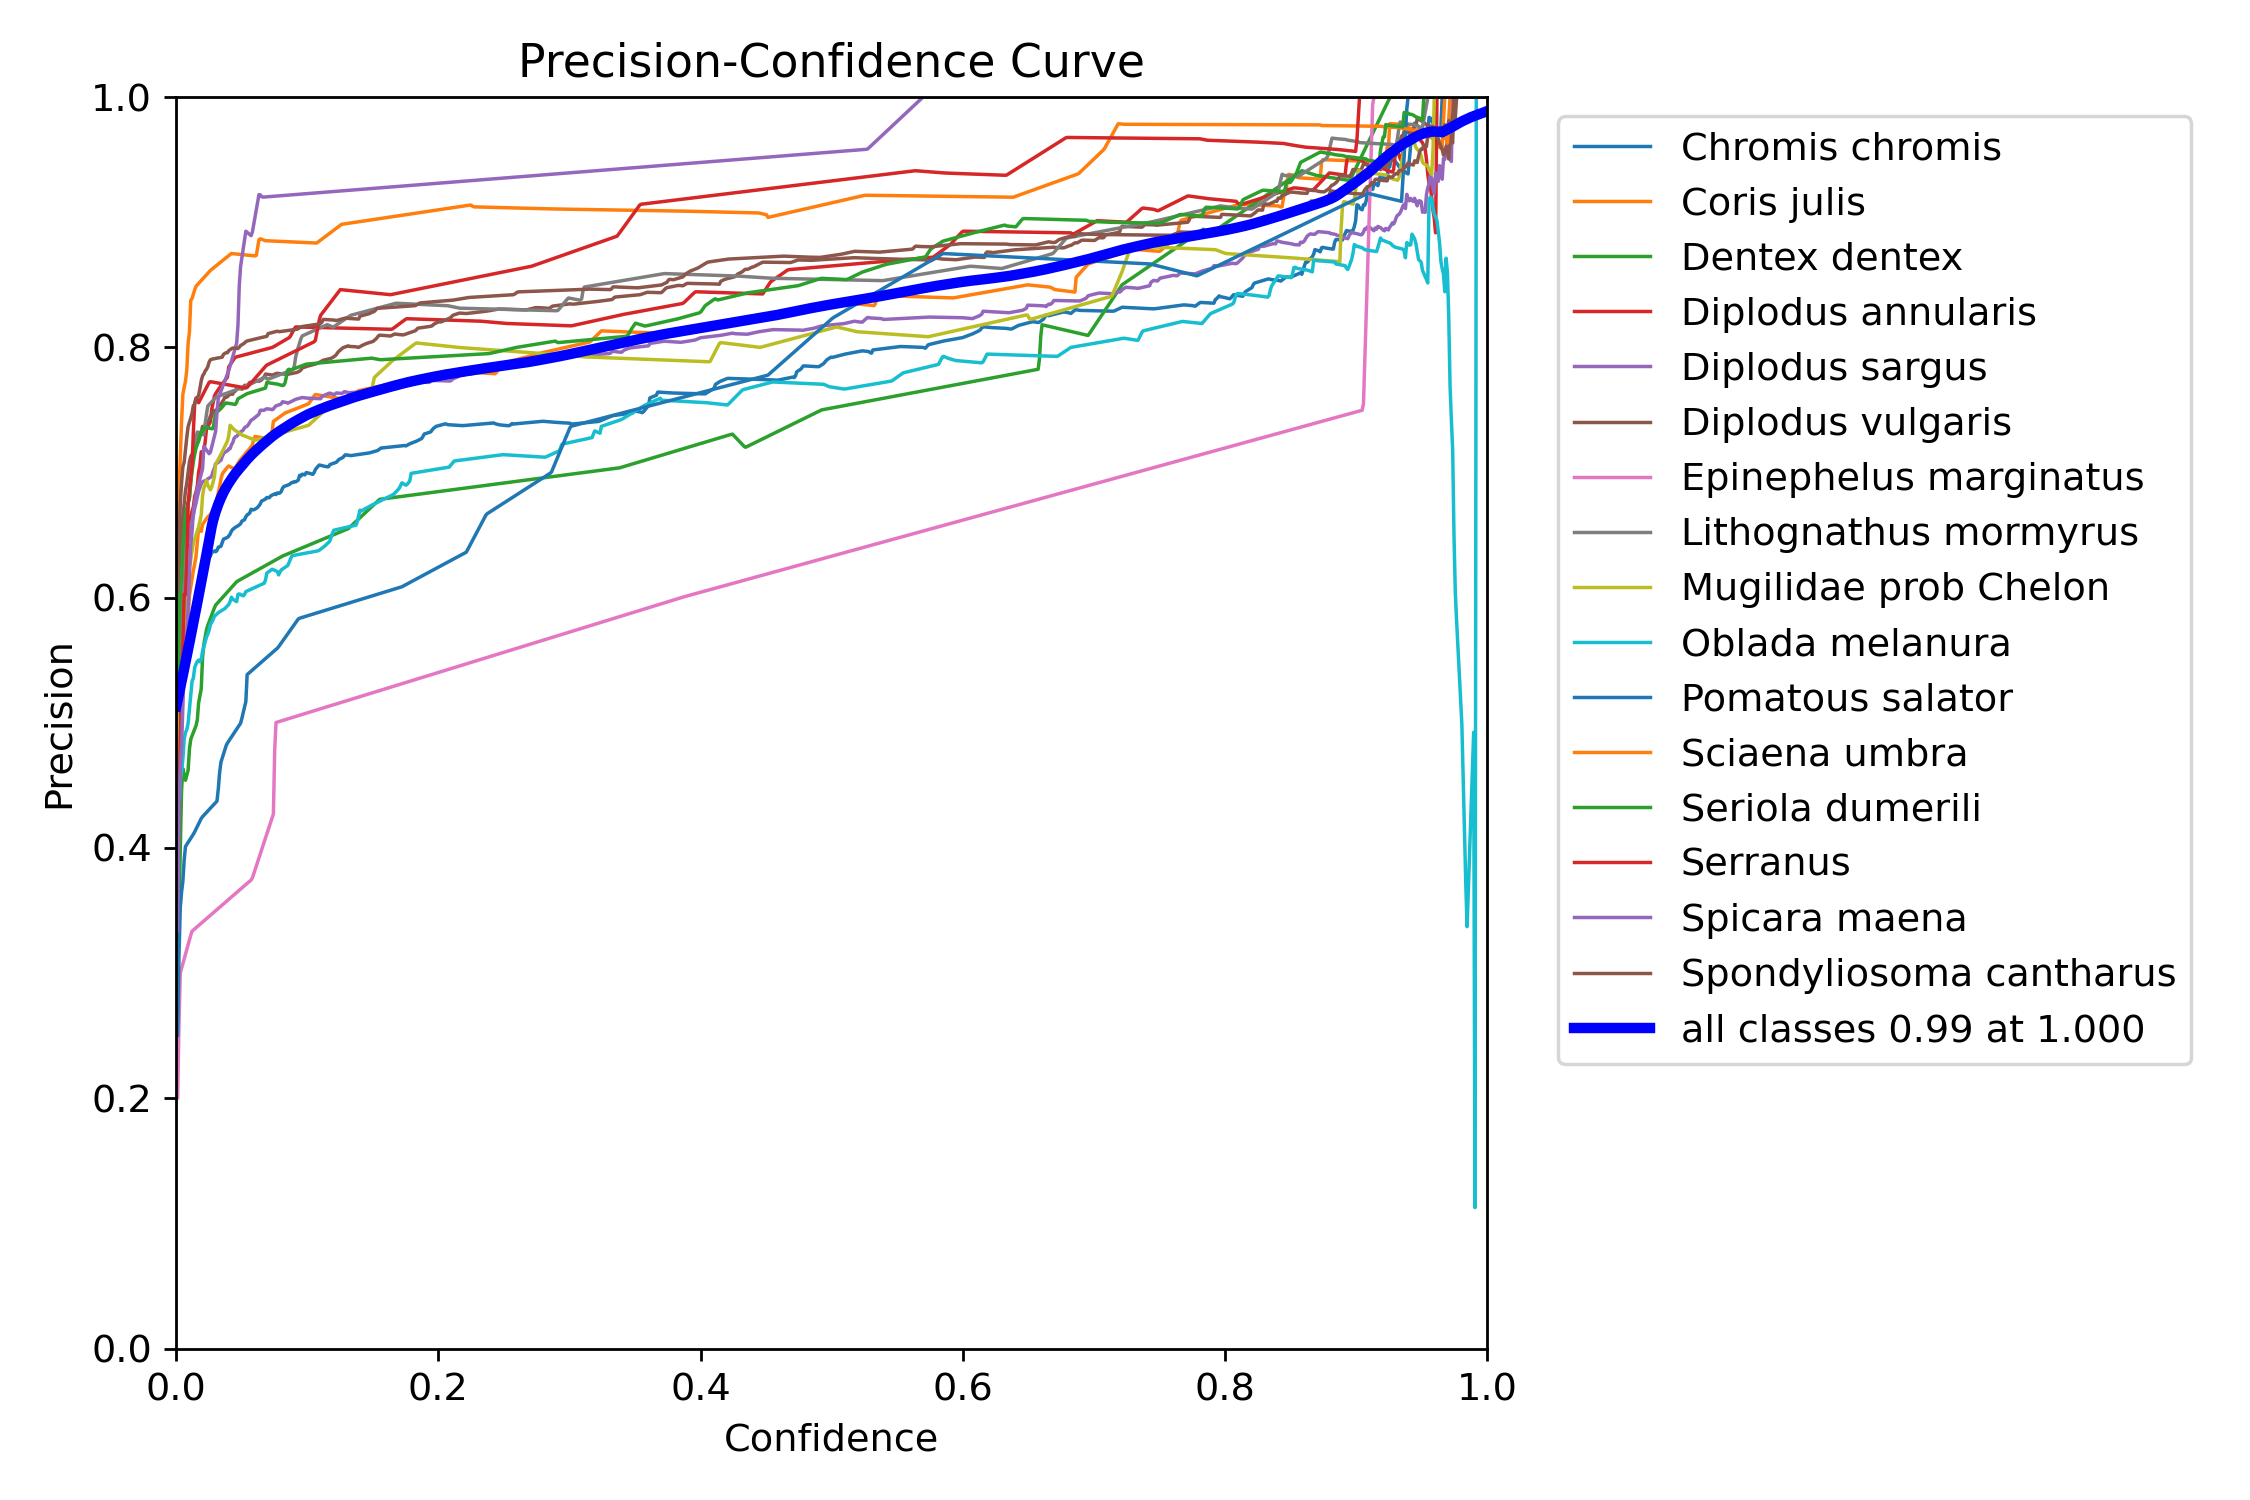 Precision-Confidence Curve
1.0
0.8
0.6
0.4
0.2
0.0
Precision
0.0 0.2 0.4 0.6 0.8 1.0
Confidence
Chromis chromis
Coris julis
Dentex dentex
Diplodus annularis
Diplodus sargus
Diplodus vulgaris
Epinephelus marginatus
Lithognathus mormyrus
Mugilidae prob Chelon
Oblada melanura
Pomatous salator
Sciaena umbra
Seriola dumerili
Serranus
Spicara maena
Spondyliosoma cantharus
all classes 0.99 at 1.000